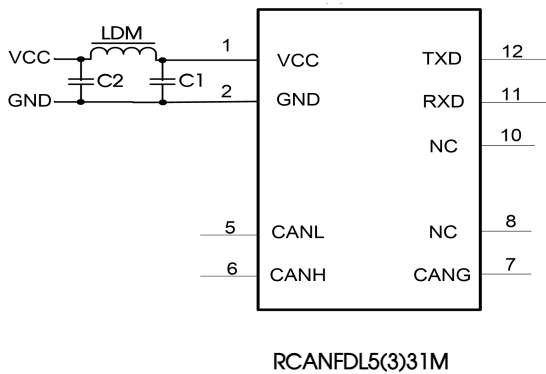 LDM
VCC
1
VCC
TXD
12
C2
C1
GND
2
GND
RXD
11
NC
10
5
CANL
NC
8
6
CANH
CANG
7
RCANFDL5(3)31M